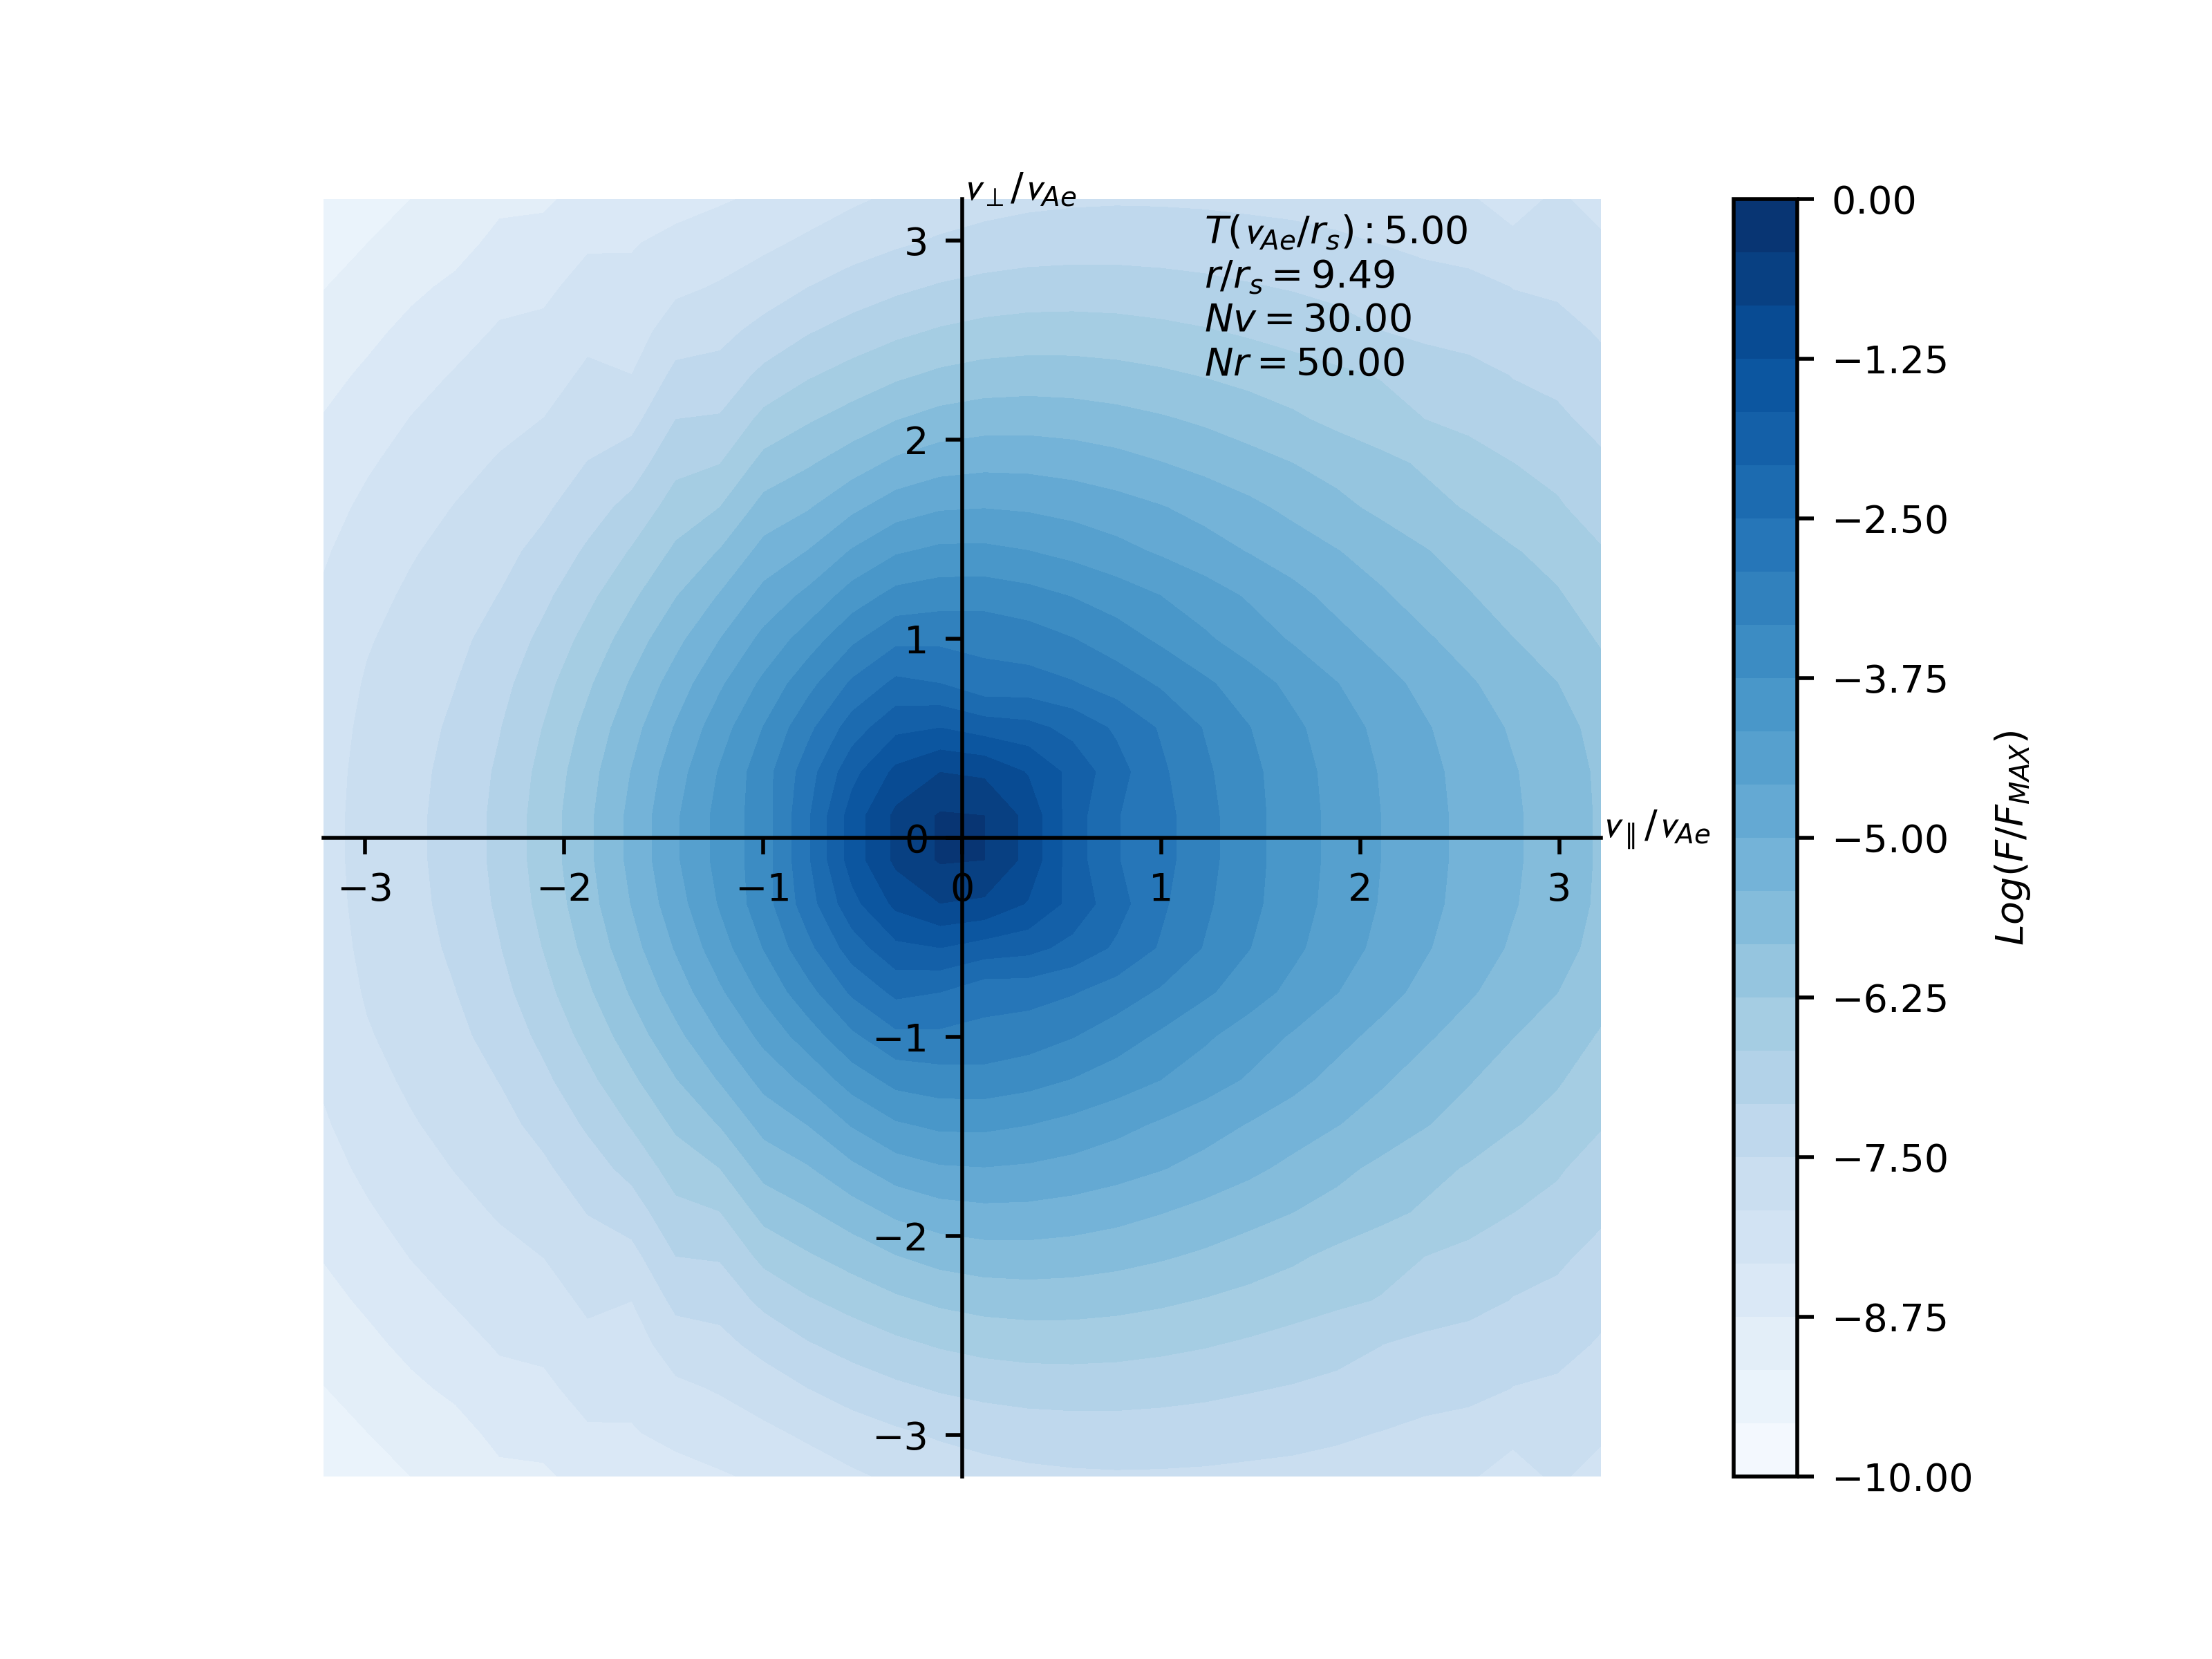 v⊥/vAe
T(vAe/rs) : 5.00
r/rs = 9.49
Nv = 30.00
Nr = 50.00
3
2
1
0
−1
−2
−3
−3 −2 −1 0 1 2 3
v∥/vAe
0.00
−1.25
−2.50
−3.75
−5.00
−6.25
−7.50
−8.75
−10.00
Log(F/FMAX)